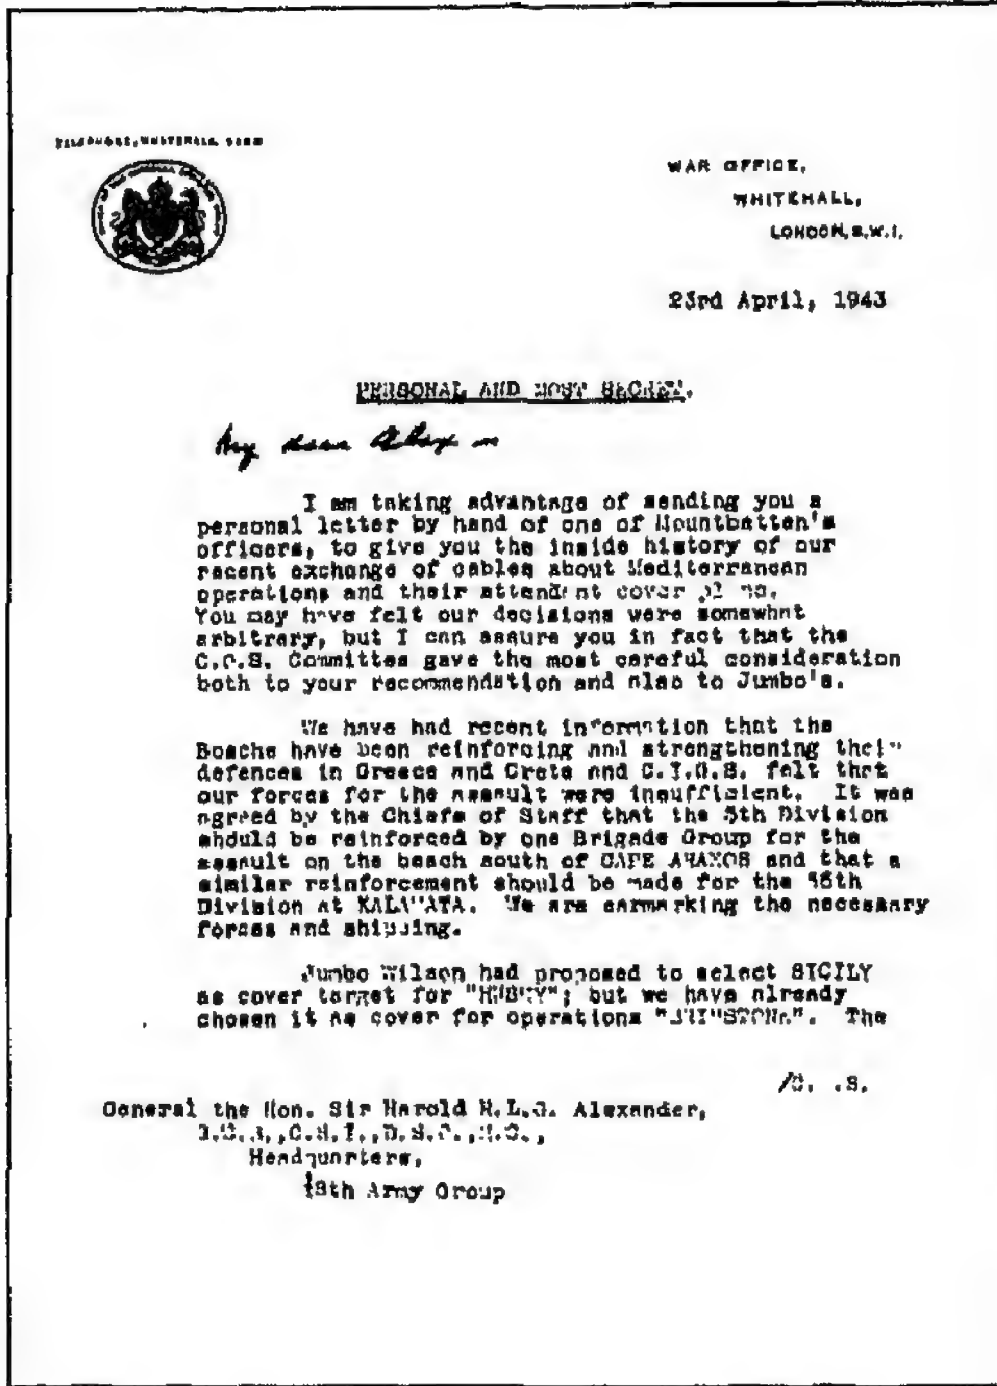 WAR OFFICE,
WHITEHALL,
LONDON, S.W.1.
23rd April, 1943
PERSONAL AND MOST SECRET.
My dear Alex
I am taking advantage of sending you a
personal letter by hand of one of Mountbatten's
officers, to give you the inside history of our
recent exchange of cables about Mediterranean
operations and their attendant cover plans.
You may have felt our decisions were somewhat
arbitrary, but I can assure you in fact that the
C.O.S. Committee gave the most careful consideration
both to your recommendation and also to Jumbo's.
We have had recent information that the
Bosche have been reinforcing and strengthening their
defences in Greece and Crete and C.I.G.S. felt that
our forces for the assault were insufficient. It was
agreed by the Chiefs of Staff that the 5th Division
should be reinforced by one Brigade Group for the
assault on the beach south of CAPE ARAXOS and that a
similar reinforcement should be made for the 56th
Division at KALAMATA. We are earmarking the necessary
forces and shipping.
Jumbo Wilson had proposed to select SICILY
as cover target for "HUSKY"; but we have already
chosen it as cover for operations "BRIMSTONE". The
General the Hon. Sir Harold R.L.G. Alexander,
Headquarters,
18th Army Group